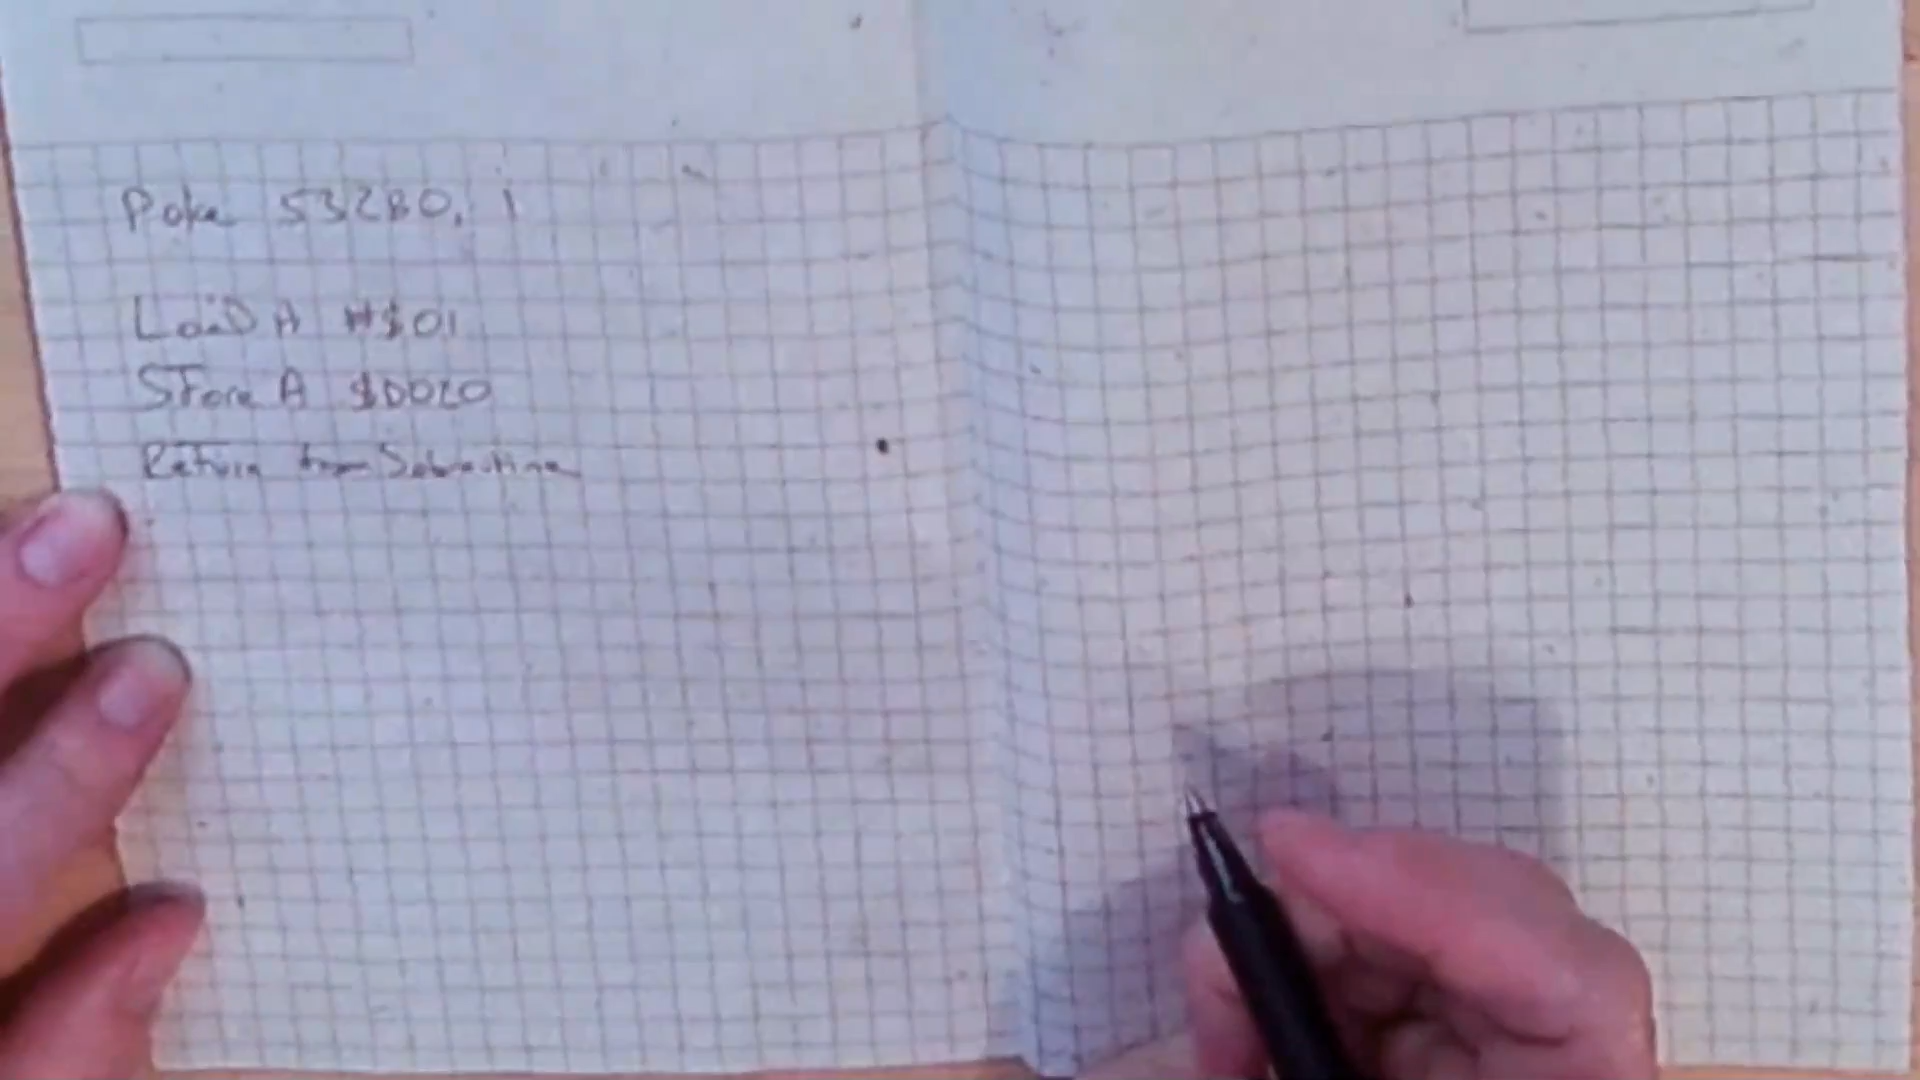 Poke 53280, 1
Load A #$01
Store A $D020
Return from Subroutine